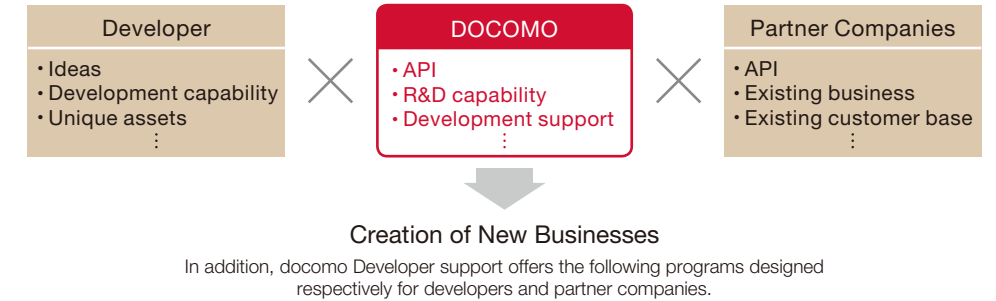 Developer
• Ideas
• Development capability
• Unique assets
⋮
DOCOMO
• API
• R&D capability
• Development support
⋮
Partner Companies
• API
• Existing business
• Existing customer base
⋮
Creation of New Businesses
In addition, docomo Developer support offers the following programs designed
respectively for developers and partner companies.